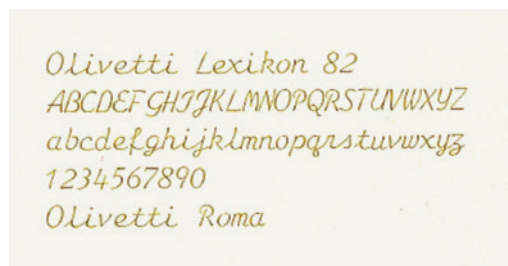 Olivetti Lexikon 82
ABCDEFGHIJKLMNOPQRSTUVWXYZ
abcdefghijklmnopqrstuvwxyz
1234567890
Olivetti Roma